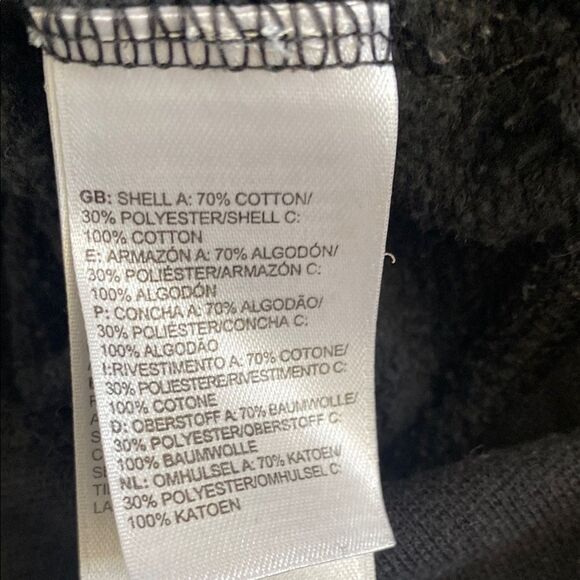 GB: SHELL A: 70% COTTON/
30% POLYESTER/SHELL C:
100% COTTON
E: ARMAZÓN A: 70% ALGODÓN/
30% POLIÉSTER/ARMAZÓN C:
100% ALGODÓN
P: CONCHA A: 70% ALGODÃO/
30% POLIÉSTER/CONCHA C:
100% ALGODÃO
I:RIVESTIMENTO A: 70% COTONE/
30% POLYESTER/RIVESTIMENTO C:
100% COTONE
D: OBERSTOFF A: 70% BAUMWOLLE/
30% POLYESTER/OBERSTOFF C:
100% BAUMWOLLE
NL: OMHULSEL A: 70% KATOEN/
30% POLYESTER/OMHULSEL C:
100% KATOEN